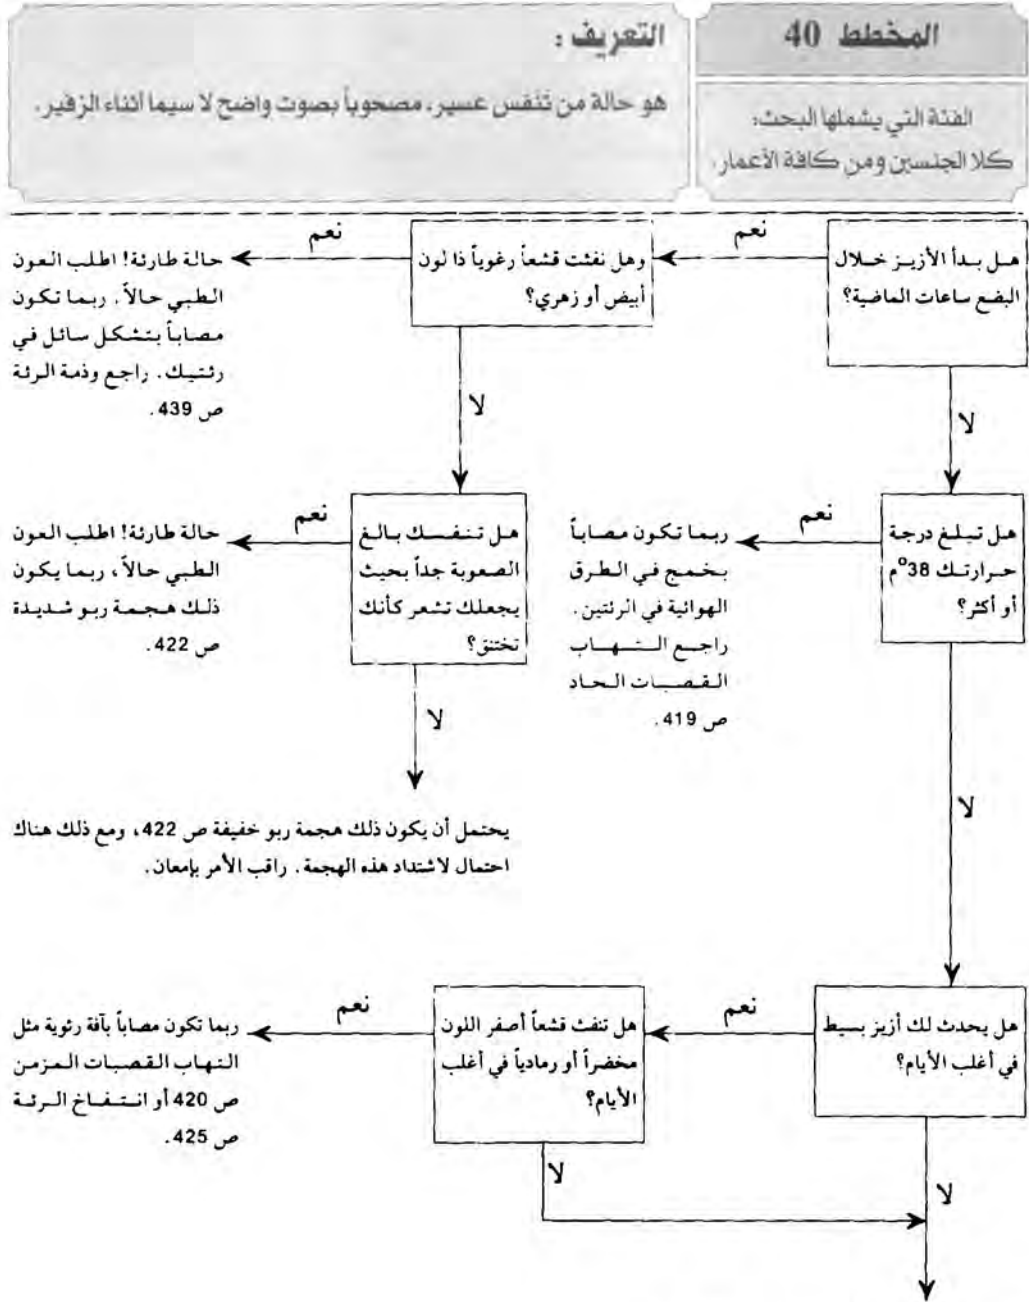 المخطط 40
الفئة التي يشملها البحث:
كلا الجنسين ومن كافة الأعمار.
التعريف:
هو حالة من تنفس عسير، مصحوباً بصوت واضح لا سيما أثناء الزفير.
هل بدأ الأزيز خلال
البضع ساعات الماضية؟
نعم
وهل نفثت قشعاً رغوياً ذا لون
أبيض أو زهري؟
نعم
حالة طارئة! اطلب العون
الطبي حالاً. ربما تكون
مصاباً بتشكل سائل في
رئتيك. راجع وذمة الرئة
ص 439.
لا
لا
هل تبلغ درجة
حرارتك 38°م
أو أكثر؟
نعم
ربما تكون مصاباً
بخمج في الطرق
الهوائية في الرئتين.
راجع التهاب
القصبات الحاد
ص 419.
هل تنفسك بالغ
الصعوبة جداً بحيث
يجعلك تشعر كأنك
تختنق؟
نعم
حالة طارئة! اطلب العون
الطبي حالاً، ربما يكون
ذلك هجمة ربو شديدة
ص 422.
لا
يحتمل أن يكون ذلك هجمة ربو خفيفة ص 422، ومع ذلك هناك
احتمال لاشتداد هذه الهجمة. راقب الأمر بإمعان.
لا
هل يحدث لك أزيز بسيط
في أغلب الأيام؟
نعم
هل تنفث قشعاً أصفر اللون
مخضراً أو رمادياً في أغلب
الأيام؟
نعم
ربما تكون مصاباً بآفة رئوية مثل
التهاب القصبات المزمن
ص 420 أو انتفاخ الرئة
ص 425.
لا
لا